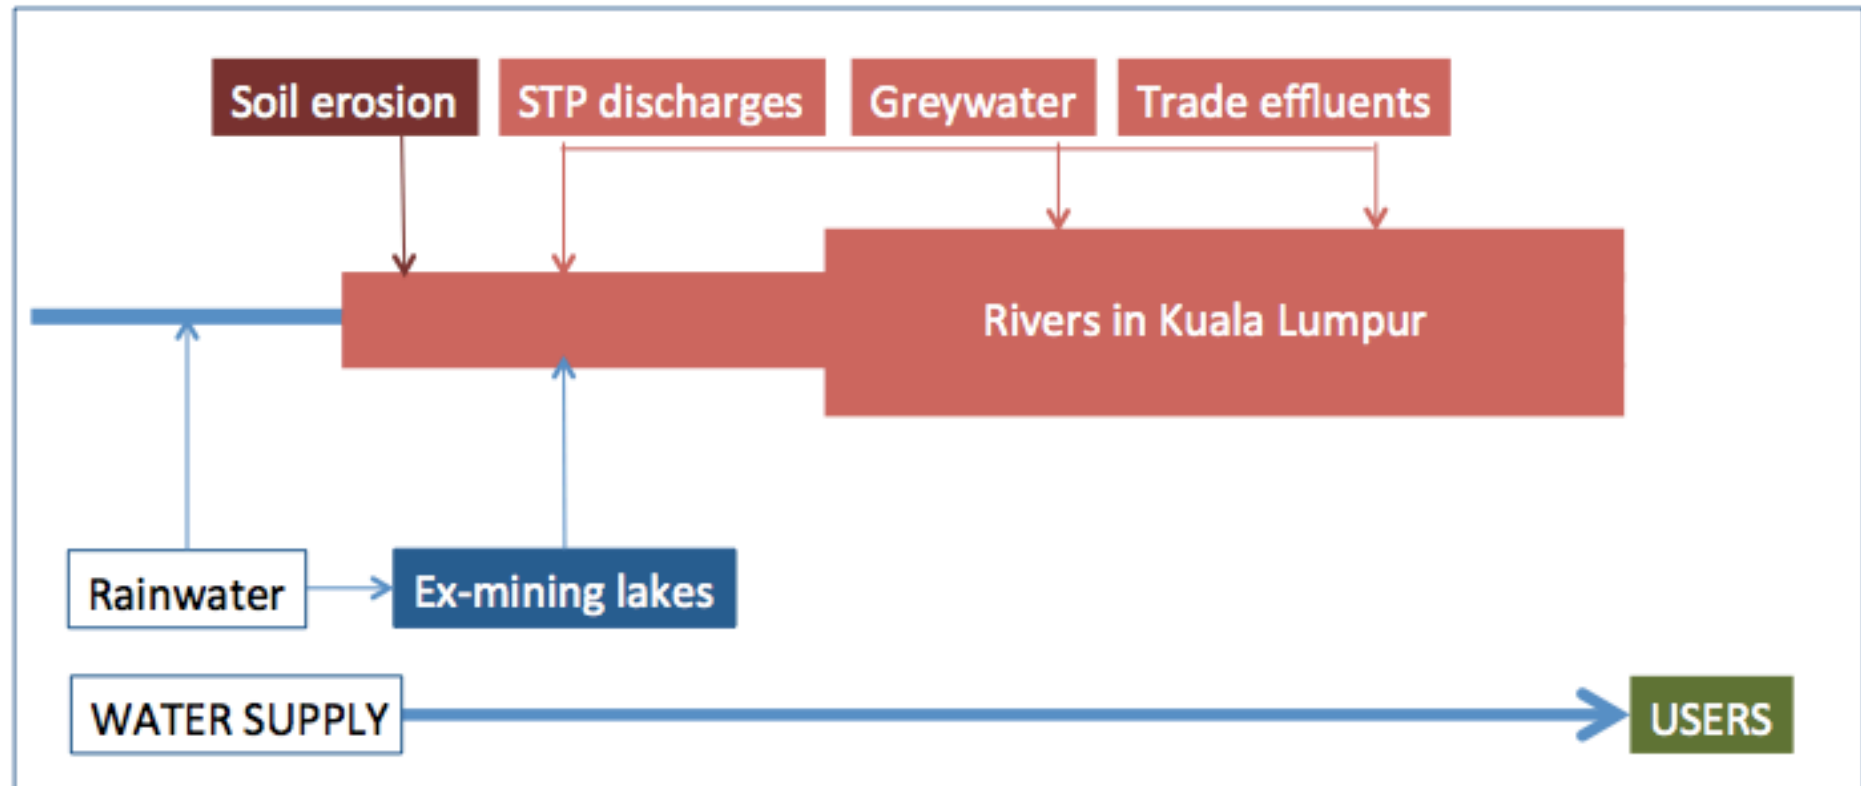 Soil erosion
STP discharges
Greywater
Trade effluents
Rivers in Kuala Lumpur
Rainwater
Ex-mining lakes
WATER SUPPLY
USERS